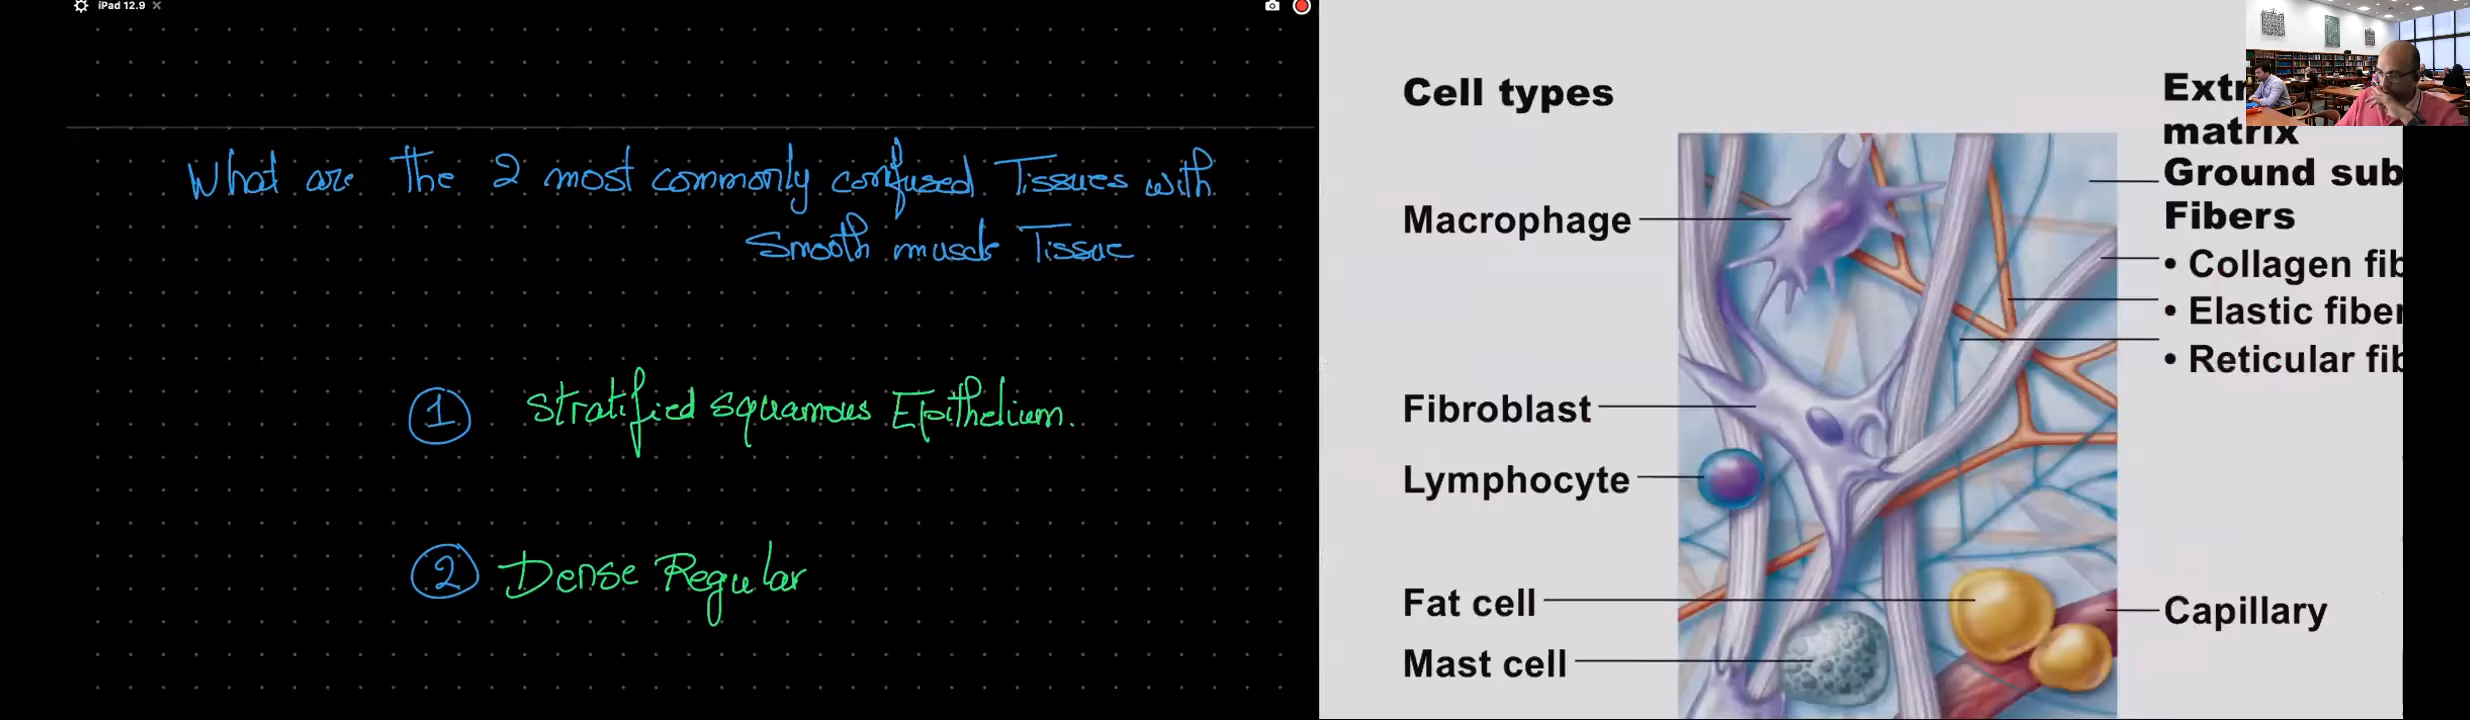 iPad 12.9
What are the 2 most commonly confused Tissues with
Smooth muscle Tissue
1 Stratified squamous Epithelium.
2 Dense Regular
Cell types
Macrophage
Fibroblast
Lymphocyte
Fat cell
Mast cell
matrix
Ground sub
Fibers
• Collagen fib
• Elastic fiber
• Reticular fib
Capillary